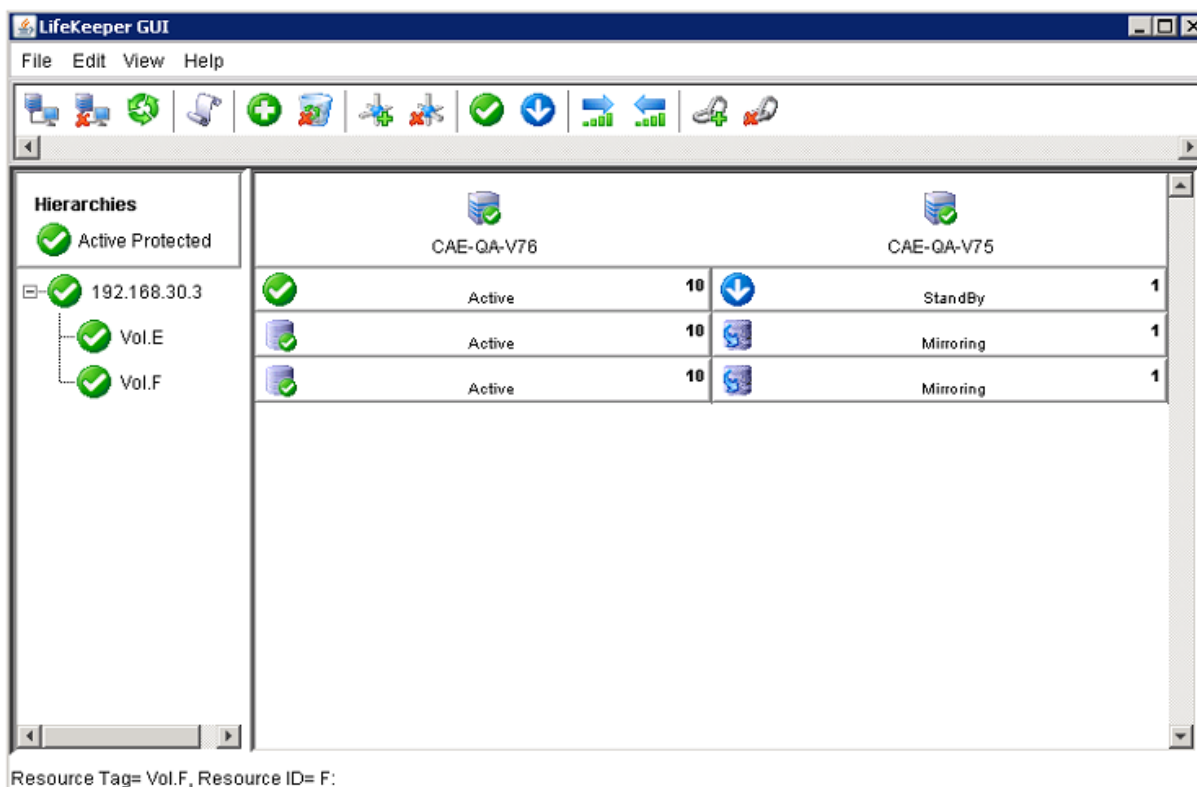 LifeKeeper GUI
File Edit View Help
Hierarchies
Active Protected
CAE-QA-V76 CAE-QA-V75
192.168.30.3 Active 10 StandBy 1
Vol.E Active 10 Mirroring 1
Vol.F Active 10 Mirroring 1
Resource Tag= Vol.F, Resource ID= F: